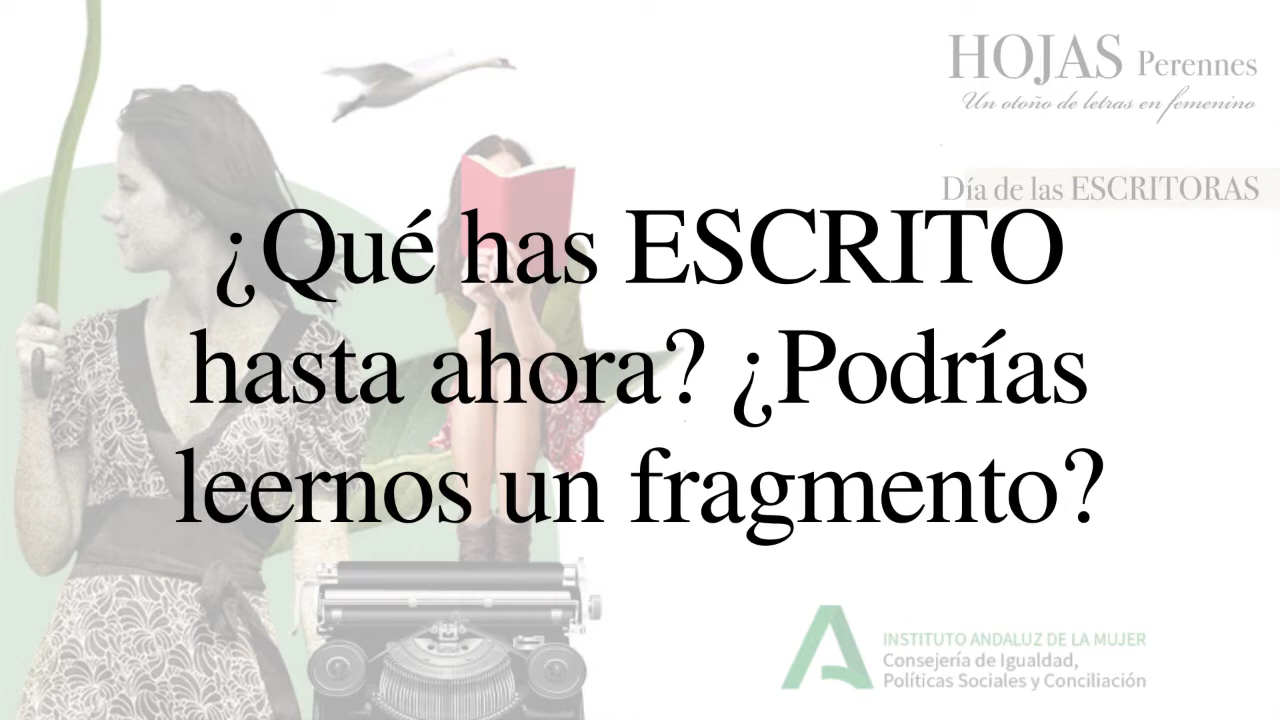 HOJAS Perennes
Un otoño de letras en femenino
Día de las ESCRITORAS
¿Qué has ESCRITO
hasta ahora? ¿Podrías
leernos un fragmento?
INSTITUTO ANDALUZ DE LA MUJER
Consejería de Igualdad,
Políticas Sociales y Conciliación